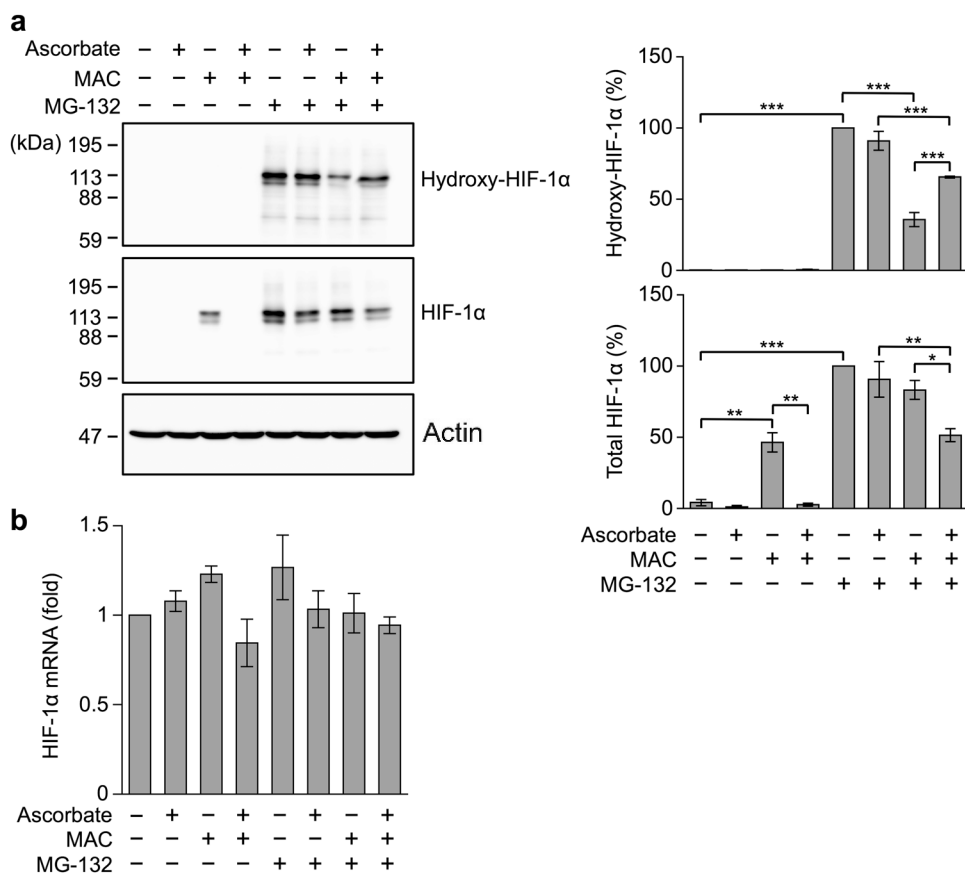 a
Ascorbate – + – + – + – +
MAC – – + + – – + +
MG-132 – – – – + + + +
(kDa)
195
113
88
59
Hydroxy-HIF-1α
195
113
88
59
HIF-1α
47
Actin
Hydroxy-HIF-1α (%)
150
100
50
0
***
***
***
***
Total HIF-1α (%)
150
100
50
0
***
**
*
**
**
Ascorbate – + – + – + – +
MAC – – + + – – + +
MG-132 – – – – + + + +
b
HIF-1α mRNA (fold)
1.5
1
0.5
0
Ascorbate – + – + – + – +
MAC – – + + – – + +
MG-132 – – – – + + + +